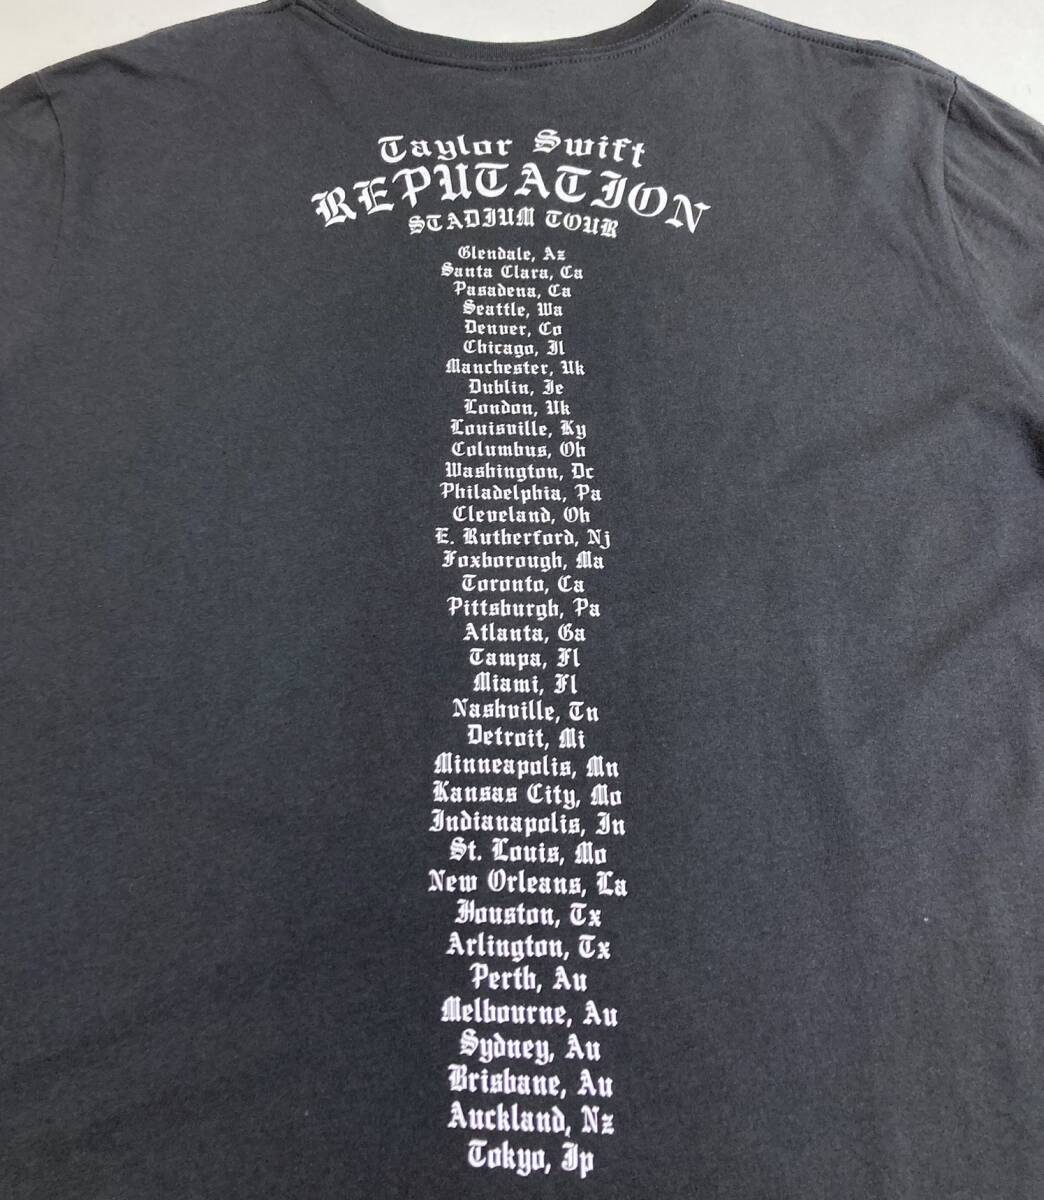 Taylor Swift
REPUTATION
STADIUM TOUR
Glendale, Az
Santa Clara, Ca
Pasadena, Ca
Seattle, Wa
Denver, Co
Chicago, Il
Manchester, Uk
Dublin, Ie
London, Uk
Louisville, Ky
Columbus, Oh
Washington, Dc
Philadelphia, Pa
Cleveland, Oh
E. Rutherford, Nj
Foxborough, Ma
Toronto, Ca
Pittsburgh, Pa
Atlanta, Ga
Tampa, Fl
Miami, Fl
Nashville, Tn
Detroit, Mi
Minneapolis, Mn
Kansas City, Mo
Indianapolis, In
St. Louis, Mo
New Orleans, La
Houston, Tx
Arlington, Tx
Perth, Au
Melbourne, Au
Sydney, Au
Brisbane, Au
Auckland, Nz
Tokyo, Jp